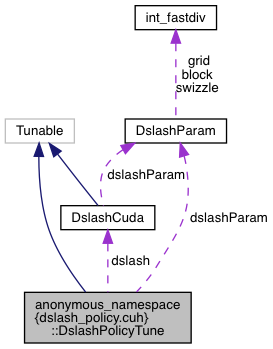 int_fastdiv
grid
block
swizzle
Tunable
DslashParam
dslashParam
DslashCuda
dslashParam
dslash
anonymous_namespace
{dslash_policy.cuh}
::DslashPolicyTune